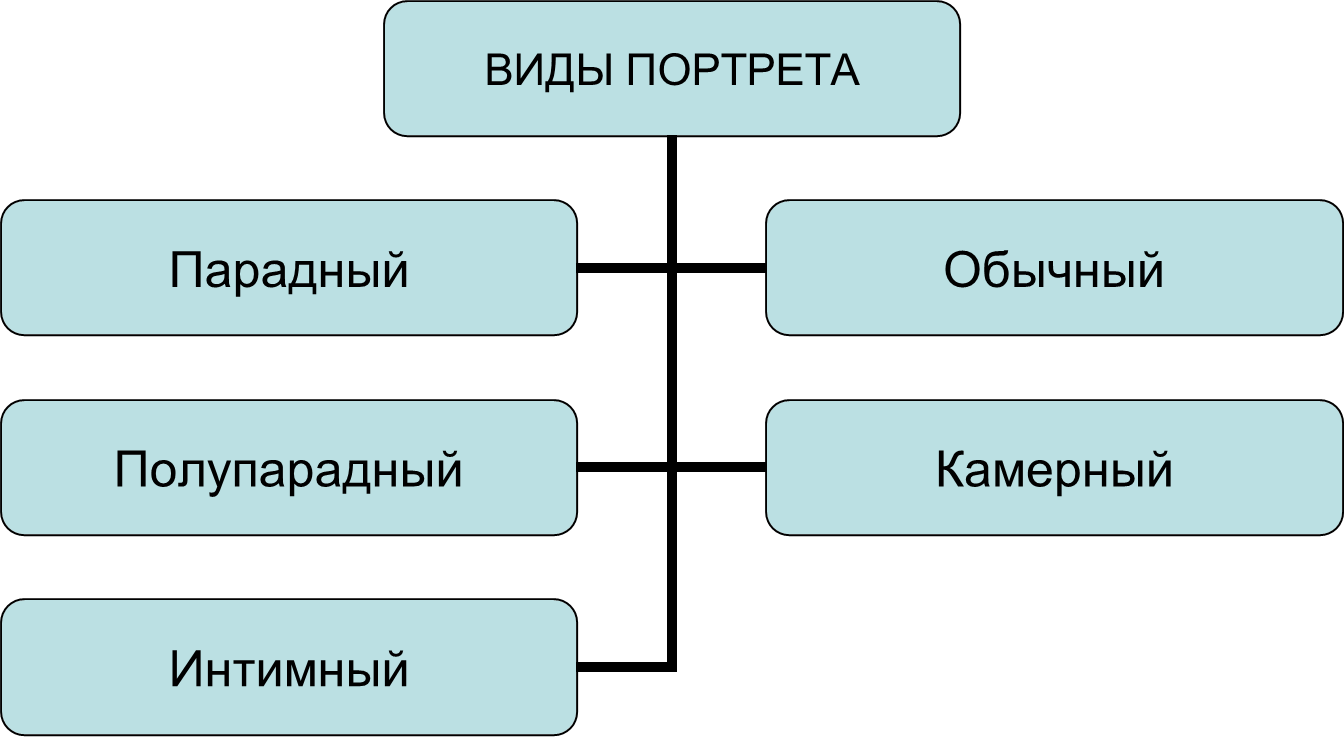 ВИДЫ ПОРТРЕТА
Парадный
Обычный
Полупарадный
Камерный
Интимный